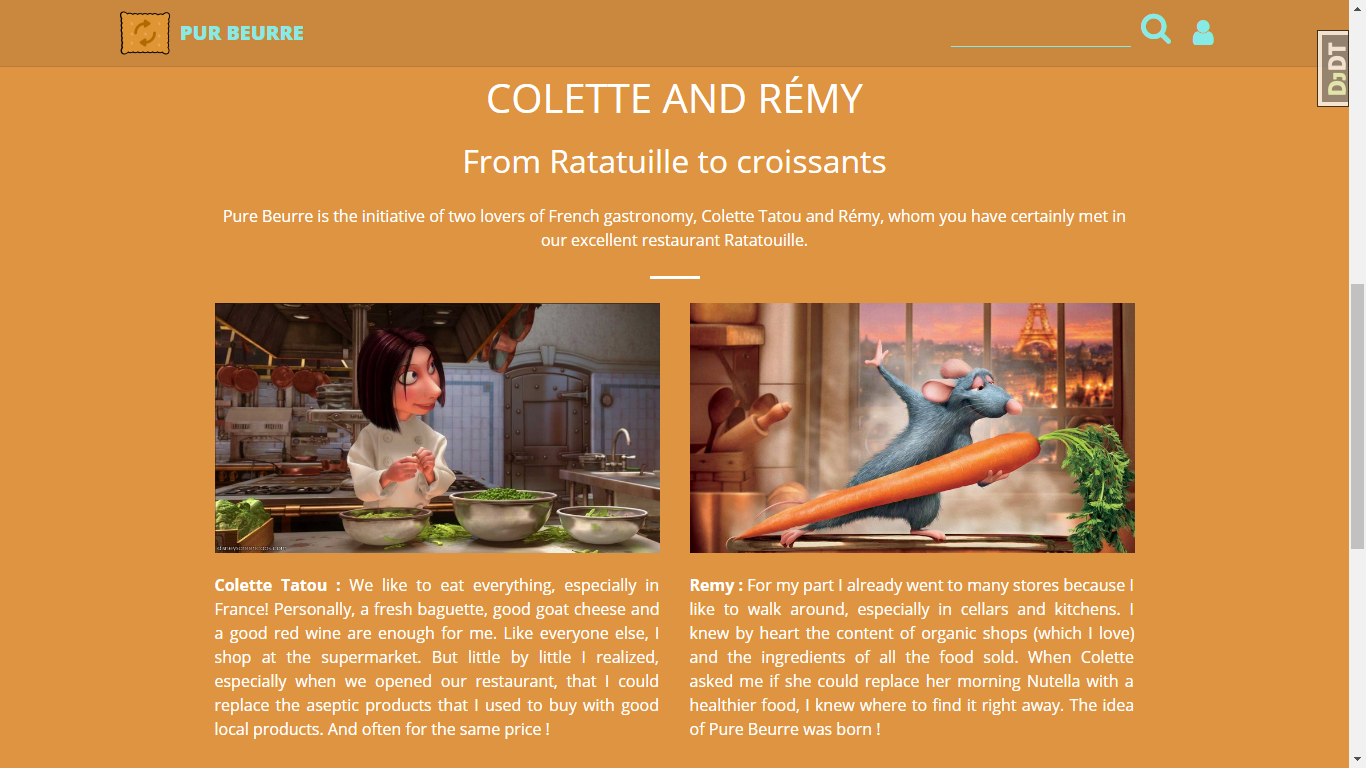 PUR BEURRE
DJDT
COLETTE AND RÉMY
From Ratatuille to croissants
Pure Beurre is the initiative of two lovers of French gastronomy, Colette Tatou and Rémy, whom you have certainly met in
our excellent restaurant Ratatouille.
disneyscreencaps.com
Colette Tatou : We like to eat everything, especially in
France! Personally, a fresh baguette, good goat cheese and
a good red wine are enough for me. Like everyone else, I
shop at the supermarket. But little by little I realized,
especially when we opened our restaurant, that I could
replace the aseptic products that I used to buy with good
local products. And often for the same price !
Remy : For my part I already went to many stores because I
like to walk around, especially in cellars and kitchens. I
knew by heart the content of organic shops (which I love)
and the ingredients of all the food sold. When Colette
asked me if she could replace her morning Nutella with a
healthier food, I knew where to find it right away. The idea
of Pure Beurre was born !